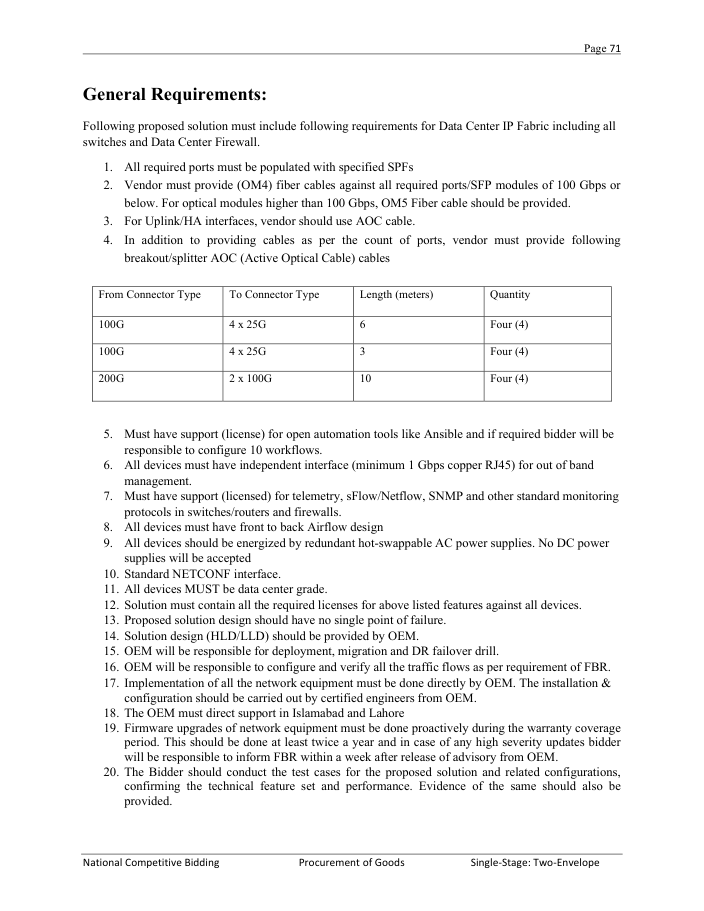 Page 71
General Requirements:
Following proposed solution must include following requirements for Data Center IP Fabric including all
switches and Data Center Firewall.
1. All required ports must be populated with specified SPFs
2. Vendor must provide (OM4) fiber cables against all required ports/SFP modules of 100 Gbps or
below. For optical modules higher than 100 Gbps, OM5 Fiber cable should be provided.
3. For Uplink/HA interfaces, vendor should use AOC cable.
4. In addition to providing cables as per the count of ports, vendor must provide following
breakout/splitter AOC (Active Optical Cable) cables
From Connector Type To Connector Type Length (meters) Quantity
100G 4 x 25G 6 Four (4)
100G 4 x 25G 3 Four (4)
200G 2 x 100G 10 Four (4)
5. Must have support (license) for open automation tools like Ansible and if required bidder will be
responsible to configure 10 workflows.
6. All devices must have independent interface (minimum 1 Gbps copper RJ45) for out of band
management.
7. Must have support (licensed) for telemetry, sFlow/Netflow, SNMP and other standard monitoring
protocols in switches/routers and firewalls.
8. All devices must have front to back Airflow design
9. All devices should be energized by redundant hot-swappable AC power supplies. No DC power
supplies will be accepted
10. Standard NETCONF interface.
11. All devices MUST be data center grade.
12. Solution must contain all the required licenses for above listed features against all devices.
13. Proposed solution design should have no single point of failure.
14. Solution design (HLD/LLD) should be provided by OEM.
15. OEM will be responsible for deployment, migration and DR failover drill.
16. OEM will be responsible to configure and verify all the traffic flows as per requirement of FBR.
17. Implementation of all the network equipment must be done directly by OEM. The installation &
configuration should be carried out by certified engineers from OEM.
18. The OEM must direct support in Islamabad and Lahore
19. Firmware upgrades of network equipment must be done proactively during the warranty coverage
period. This should be done at least twice a year and in case of any high severity updates bidder
will be responsible to inform FBR within a week after release of advisory from OEM.
20. The Bidder should conduct the test cases for the proposed solution and related configurations,
confirming the technical feature set and performance. Evidence of the same should also be
provided.
National Competitive Bidding Procurement of Goods Single-Stage: Two-Envelope